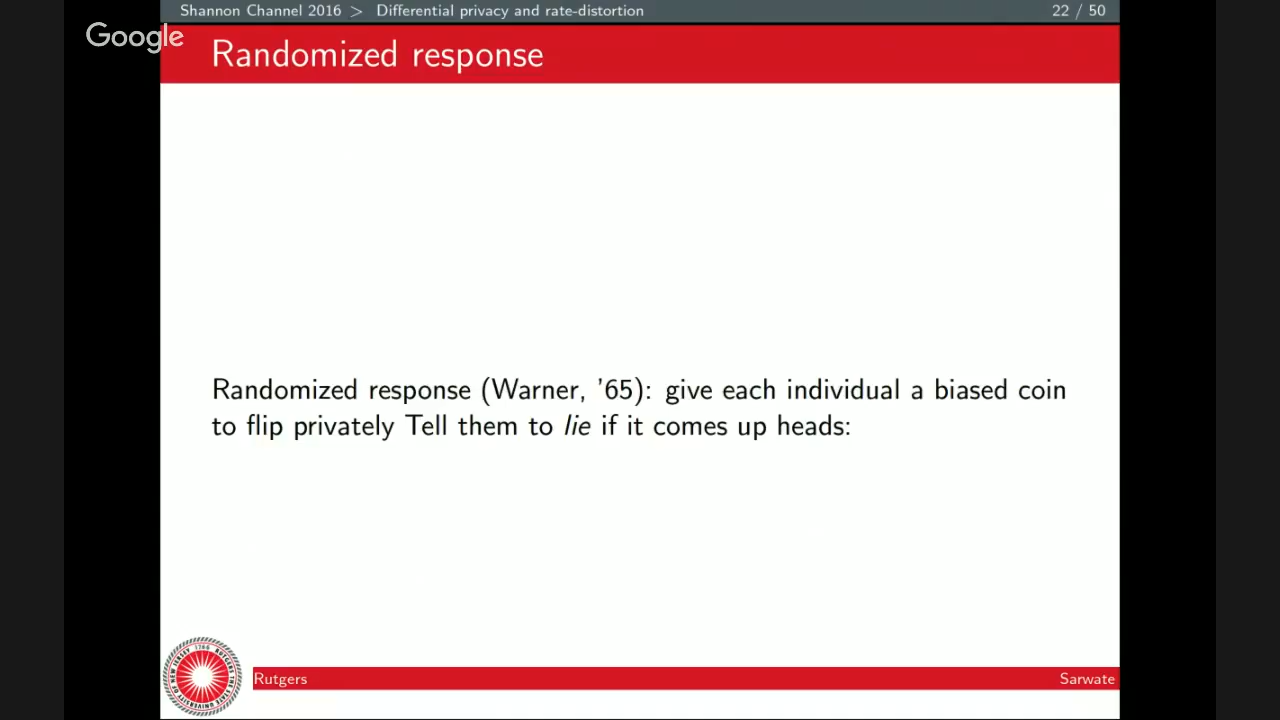 Shannon Channel 2016 > Differential privacy and rate-distortion 22 / 50
Google
Randomized response
Randomized response (Warner, '65): give each individual a biased coin
to flip privately Tell them to lie if it comes up heads:
Rutgers Sarwate